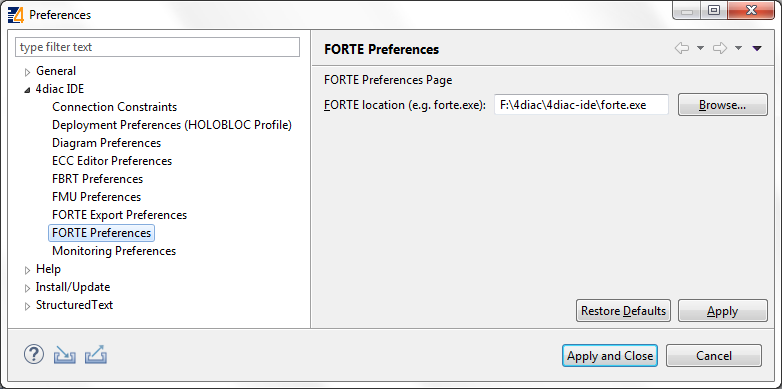 Preferences
type filter text
General
4diac IDE
Connection Constraints
Deployment Preferences (HOLOBLOC Profile)
Diagram Preferences
ECC Editor Preferences
FBRT Preferences
FMU Preferences
FORTE Export Preferences
FORTE Preferences
Monitoring Preferences
Help
Install/Update
StructuredText
FORTE Preferences
FORTE Preferences Page
FORTE location (e.g. forte.exe): F:\4diac\4diac-ide\forte.exe Browse...
Restore Defaults Apply
Apply and Close Cancel